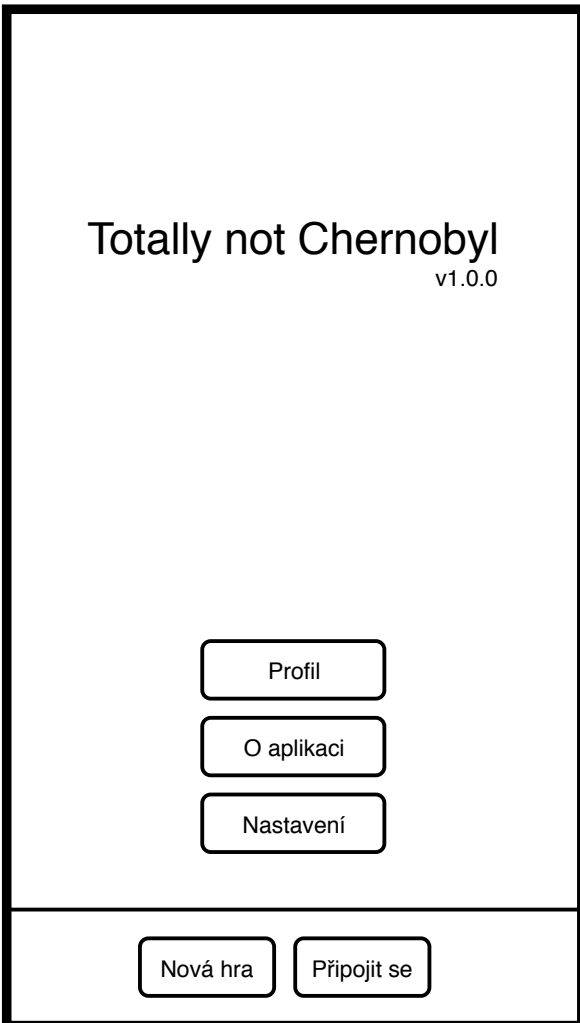 Totally not Chernobyl
v1.0.0
Profil
O aplikaci
Nastavení
Nová hra
Připojit se